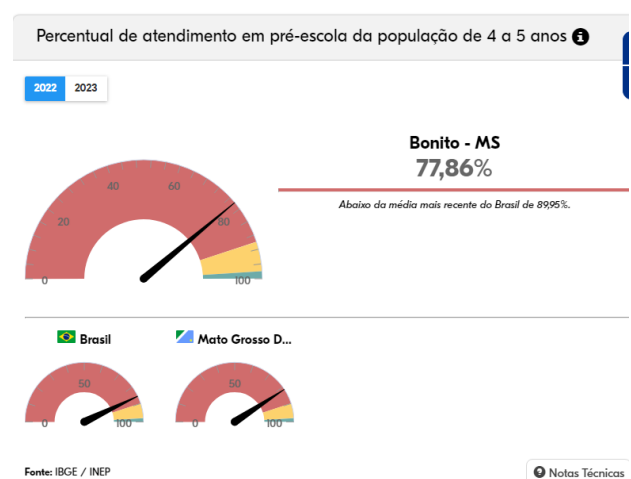 Percentual de atendimento em pré-escola da população de 4 a 5 anos
2022 2023
Bonito - MS
77,86%
Abaixo da média mais recente do Brasil de 89,95%.
0 20 40 60 80 100
Brasil
0 50 100
Mato Grosso D...
0 50 100
Fonte: IBGE / INEP
Notas Técnicas